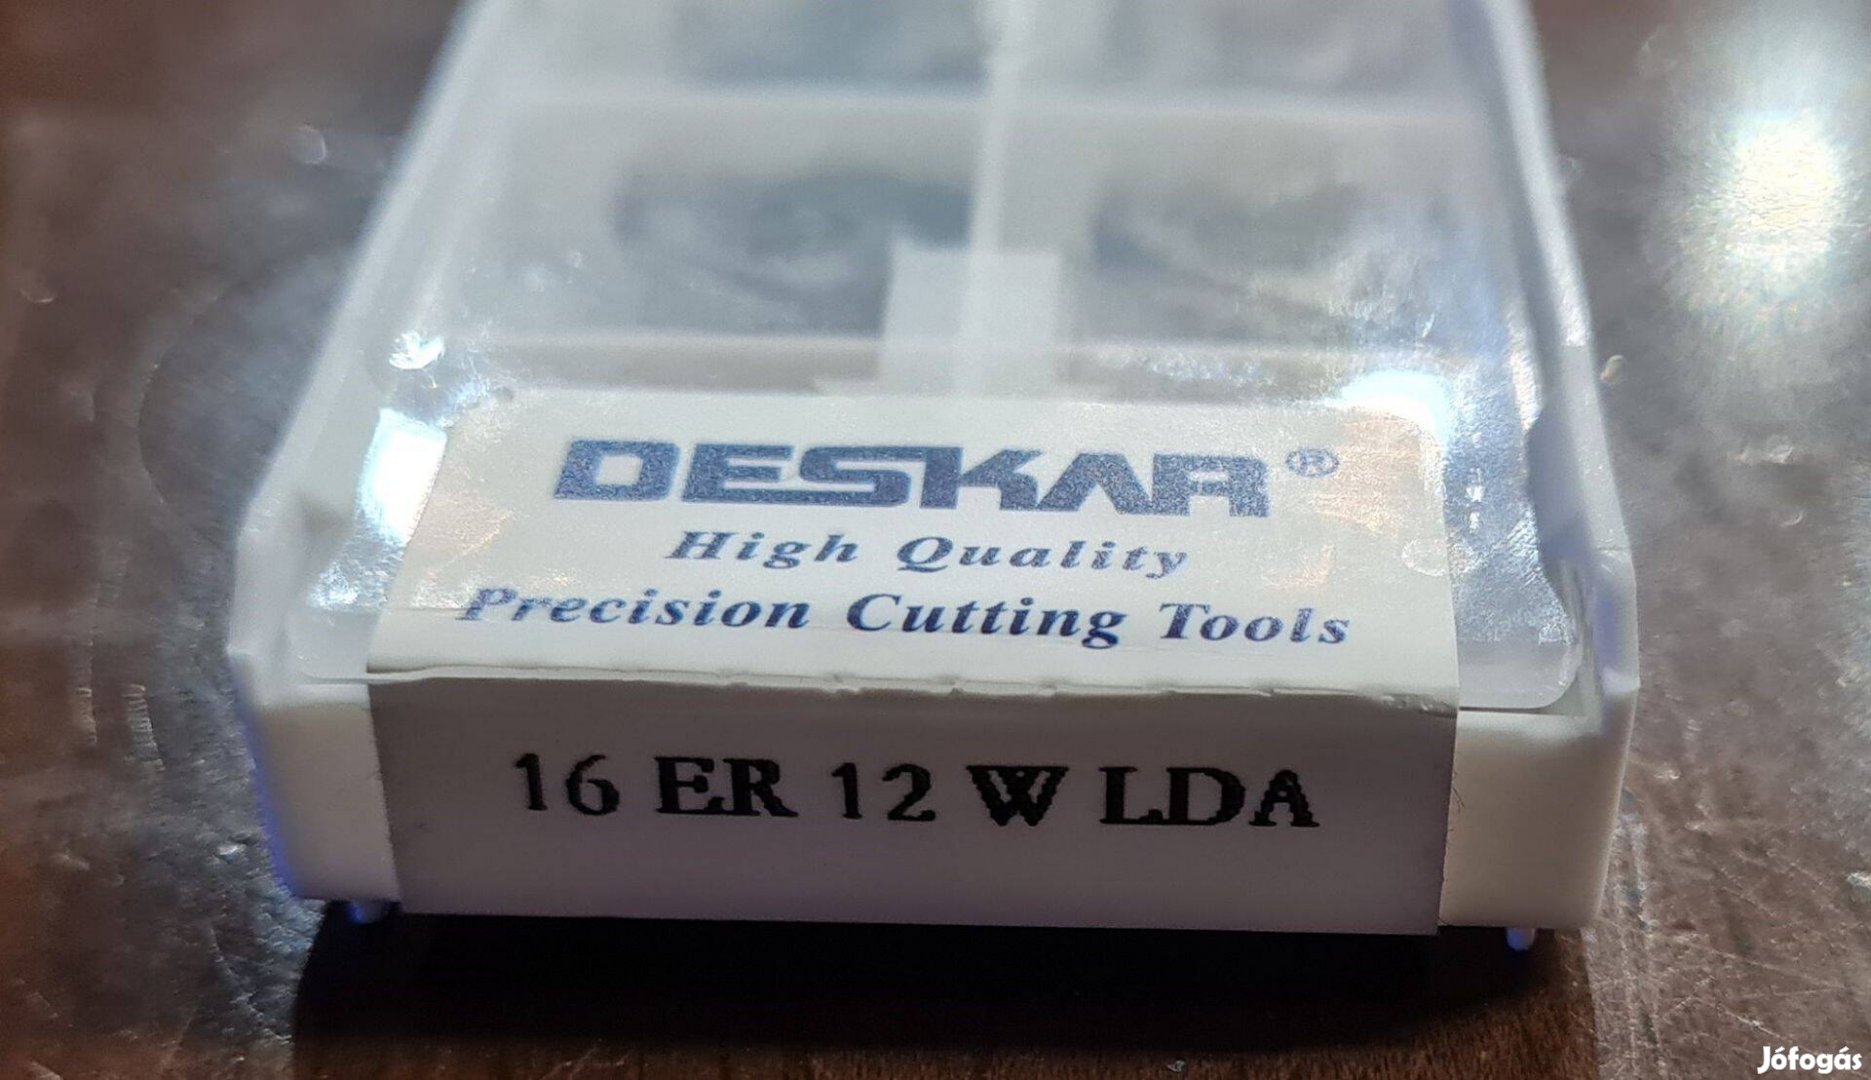 DESKAR®
High Quality
Precision Cutting Tools
16 ER 12 W LDA
Jófogás